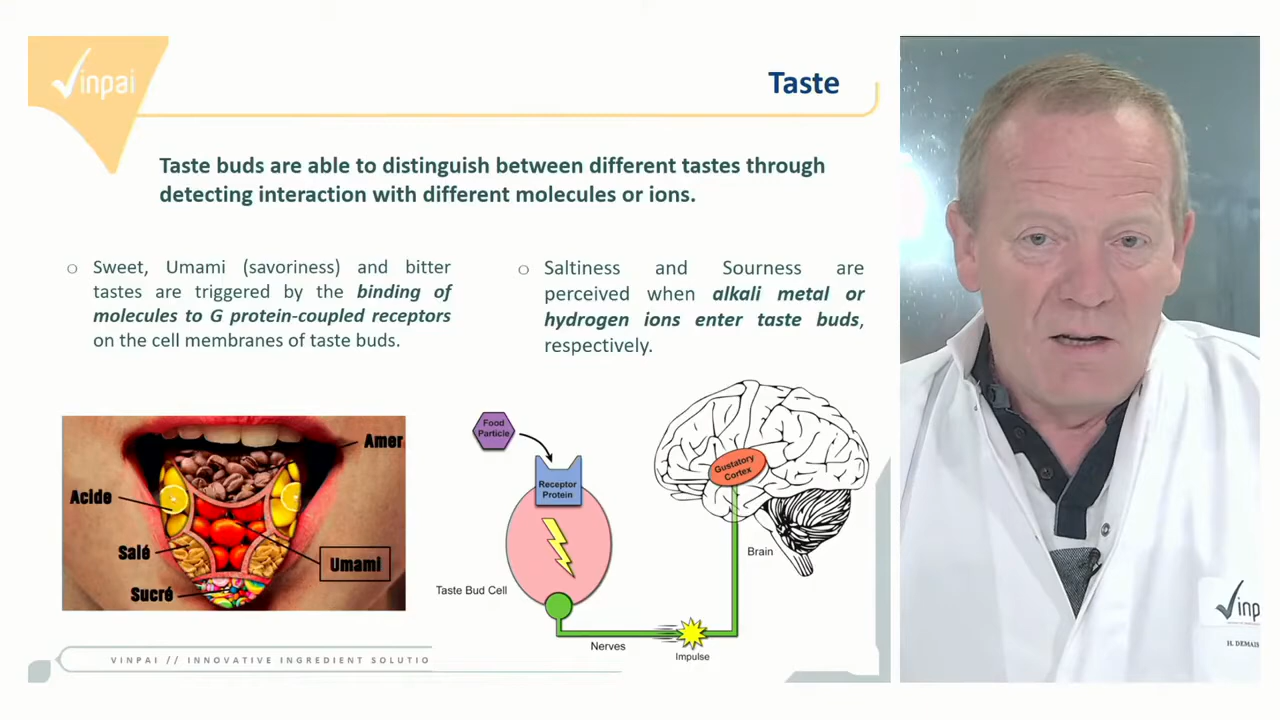 Vinpai
Taste
Taste buds are able to distinguish between different tastes through
detecting interaction with different molecules or ions.
○ Sweet, Umami (savoriness) and bitter
tastes are triggered by the binding of
molecules to G protein-coupled receptors
on the cell membranes of taste buds.
○ Saltiness and Sourness are
perceived when alkali metal or
hydrogen ions enter taste buds,
respectively.
Amer
Acide
Salé
Umami
Sucré
Food
Particle
Receptor
Protein
Taste Bud Cell
Nerves
Impulse
Gustatory
Cortex
Brain
VINPAI // INNOVATIVE INGREDIENT SOLUTIO
Vinp
H. DEMAIS